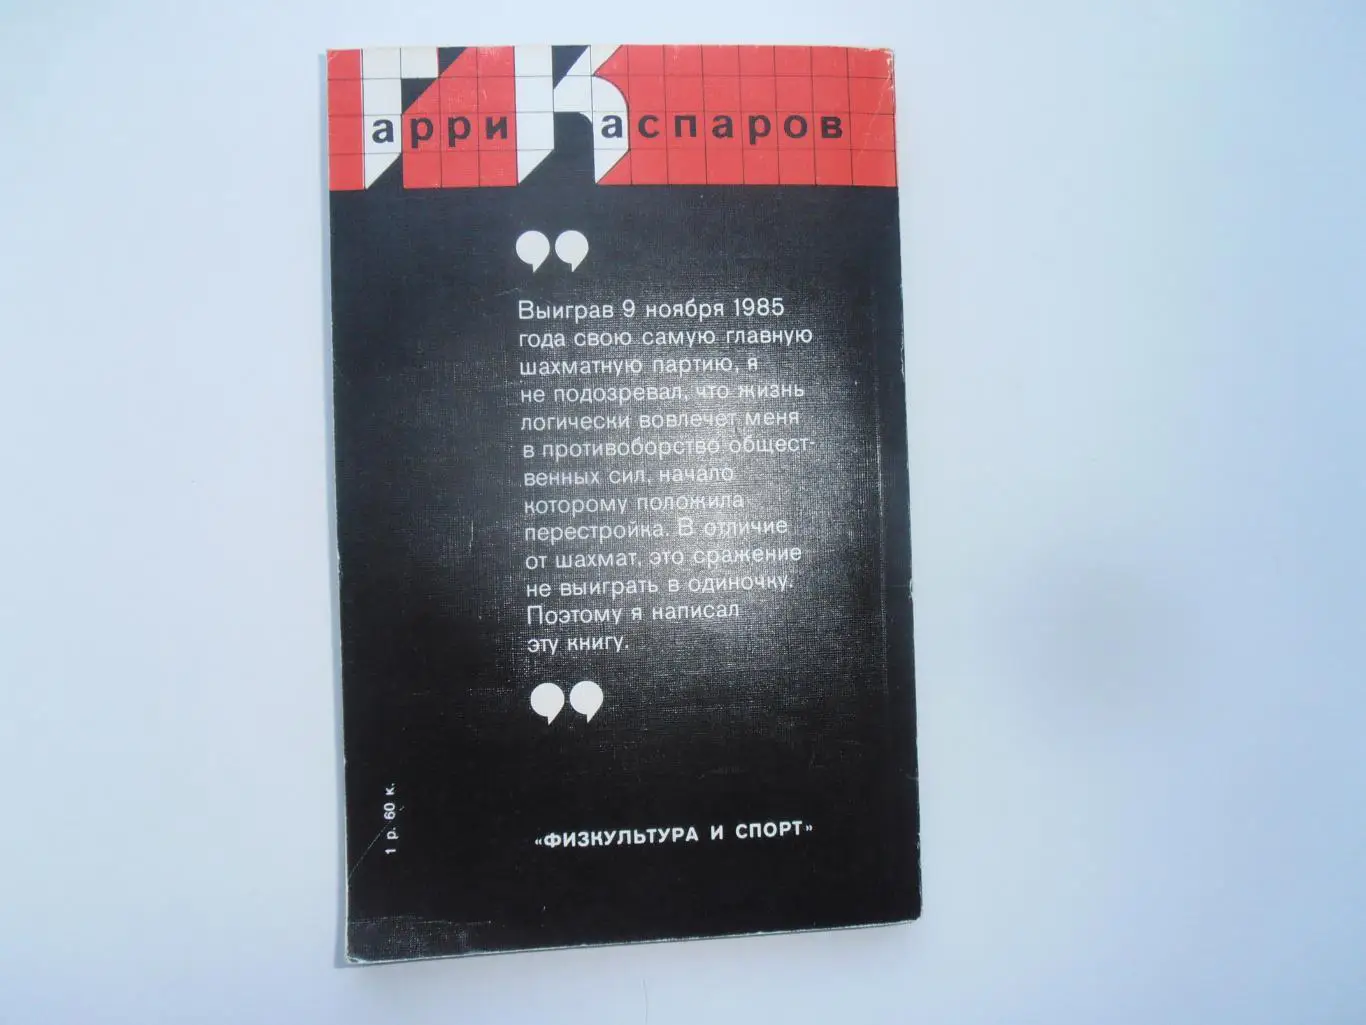 Гарри Каспаров
Выиграв 9 ноября 1985
года свою самую главную
шахматную партию, я
не подозревал, что жизнь
логически вовлечет меня
в противоборство общест-
венных сил, начало
которому положила
перестройка. В отличие
от шахмат, это сражение
не выиграть в одиночку.
Поэтому я написал
эту книгу.
1 р. 60 к.
«ФИЗКУЛЬТУРА И СПОРТ»